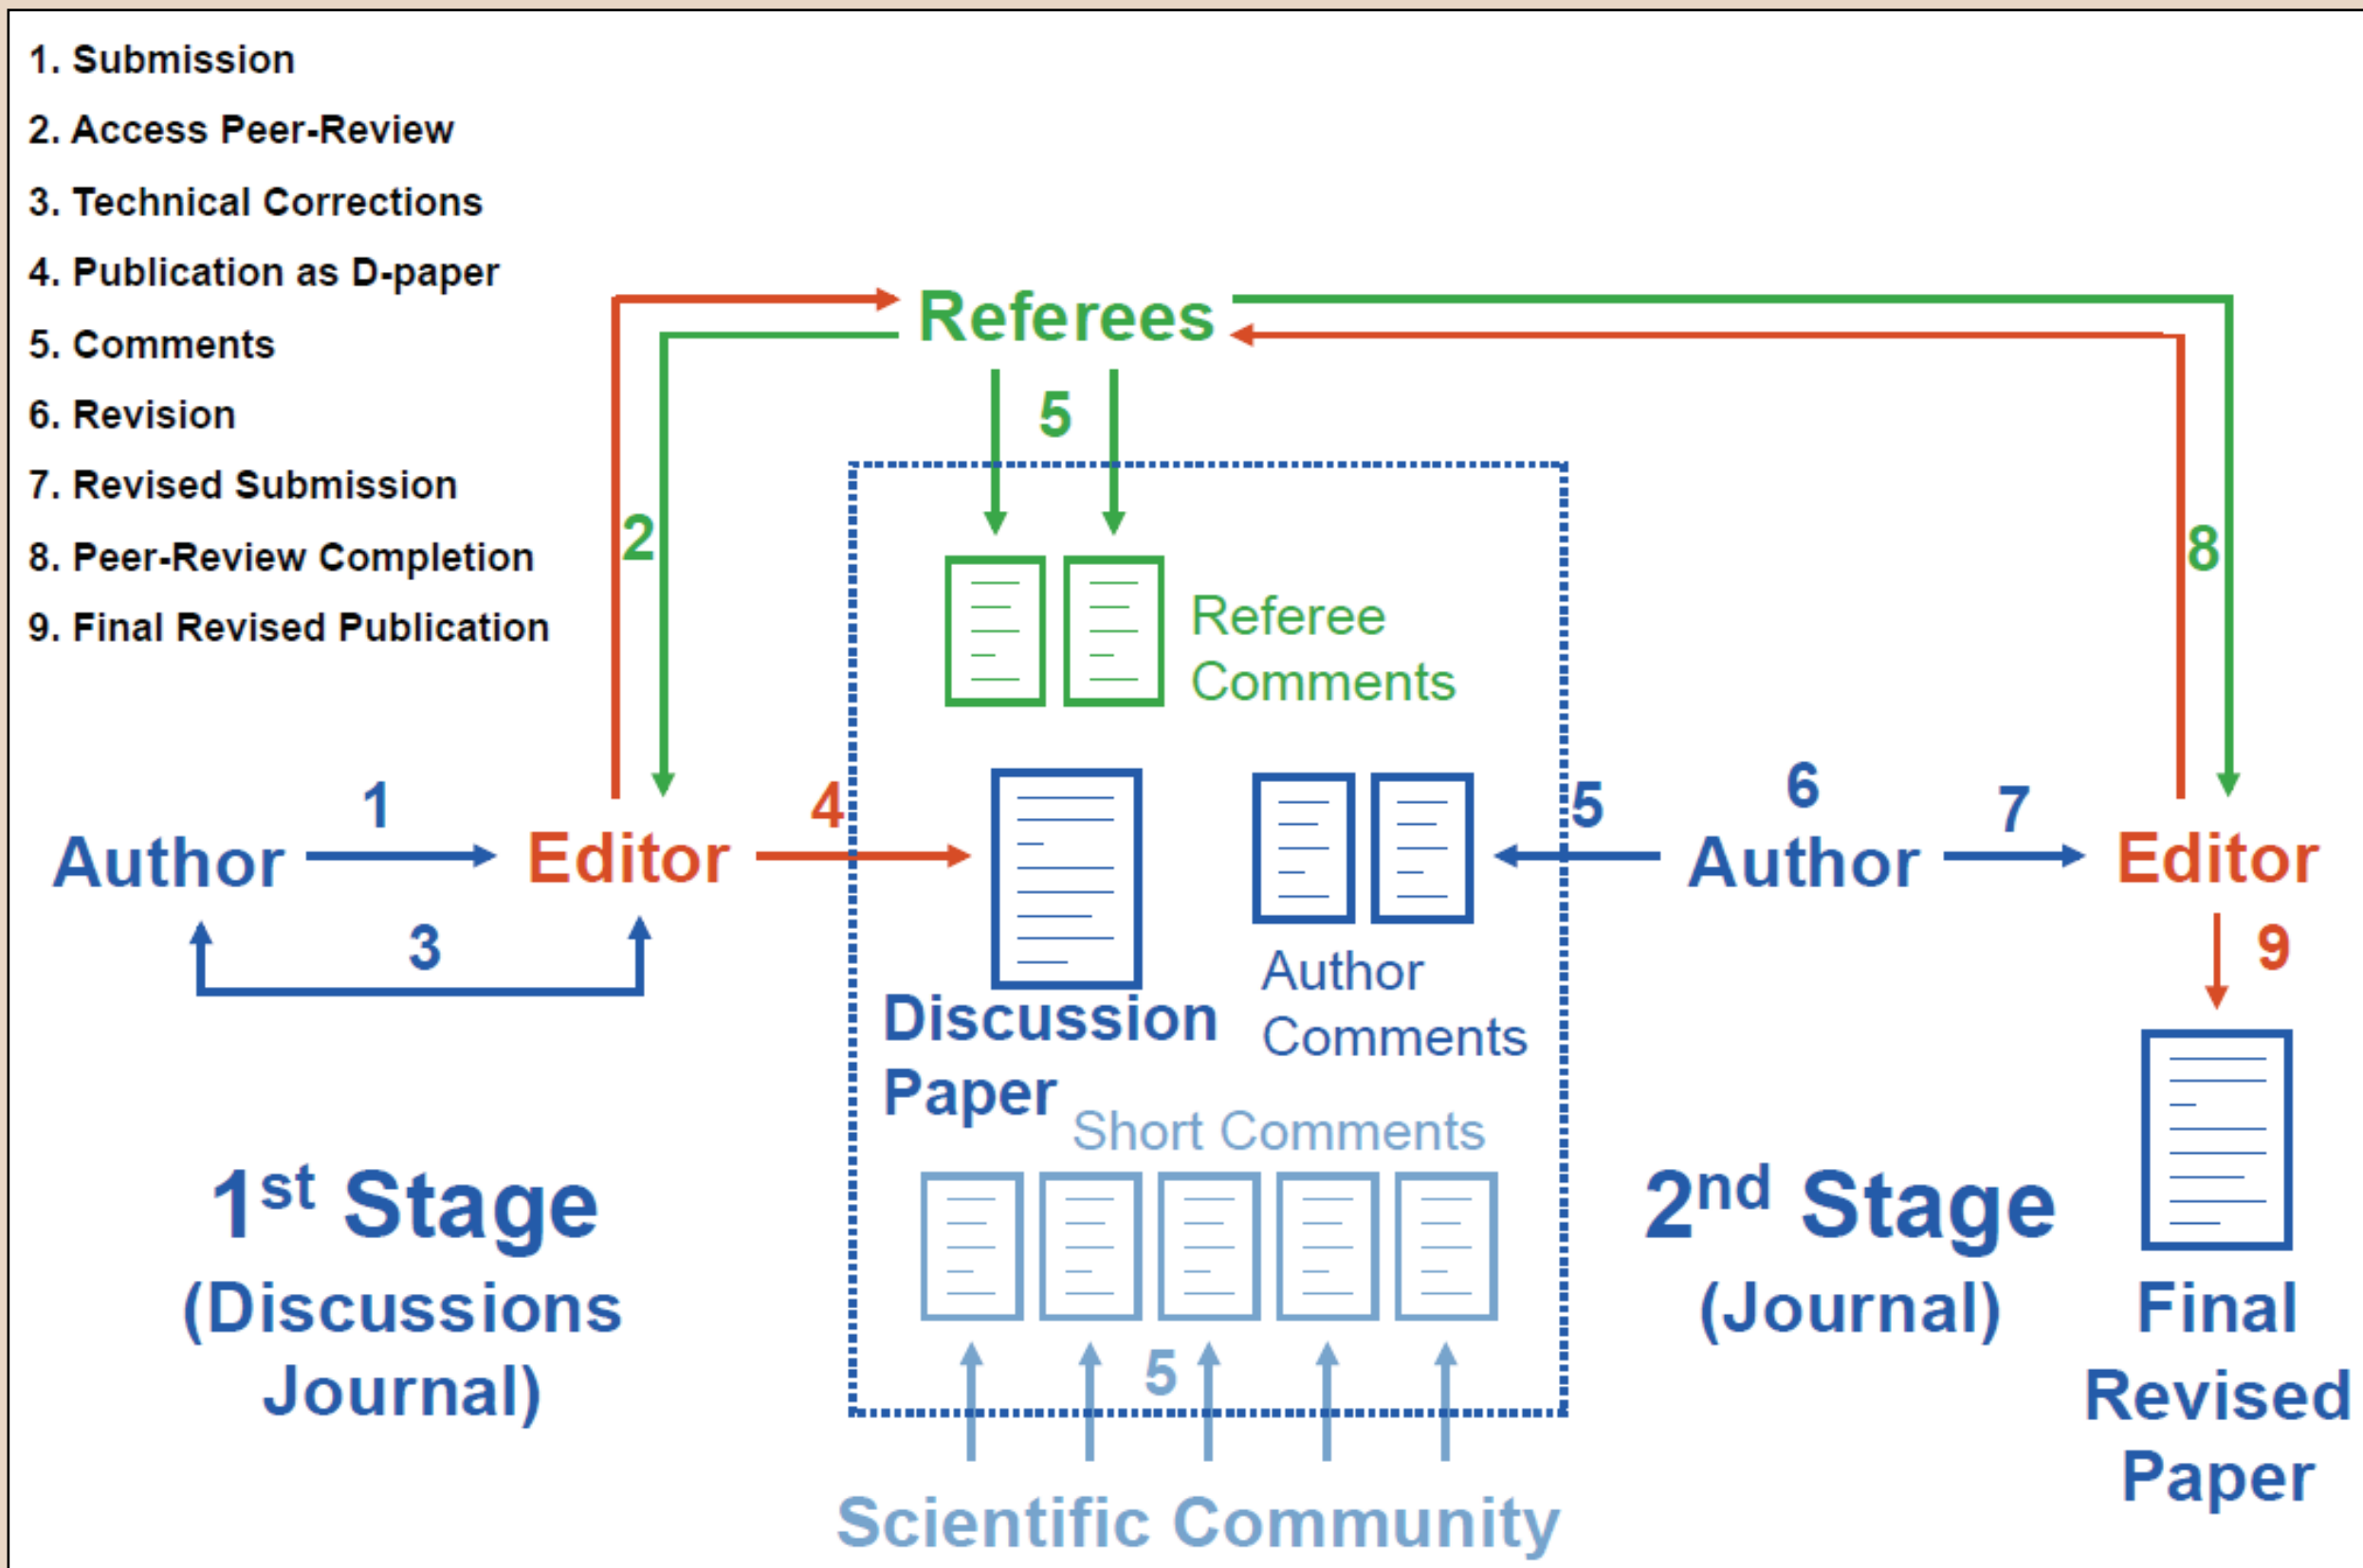 1. Submission
2. Access Peer-Review
3. Technical Corrections
4. Publication as D-paper
5. Comments
6. Revision
7. Revised Submission
8. Peer-Review Completion
9. Final Revised Publication
Referees
5
2
8
Referee
Comments
1
4
5
6
7
Author
Editor
Author
Editor
3
9
Discussion
Paper
Author
Comments
Short Comments
1st Stage
(Discussions
Journal)
2nd Stage
(Journal)
Final
Revised
Paper
5
Scientific Community